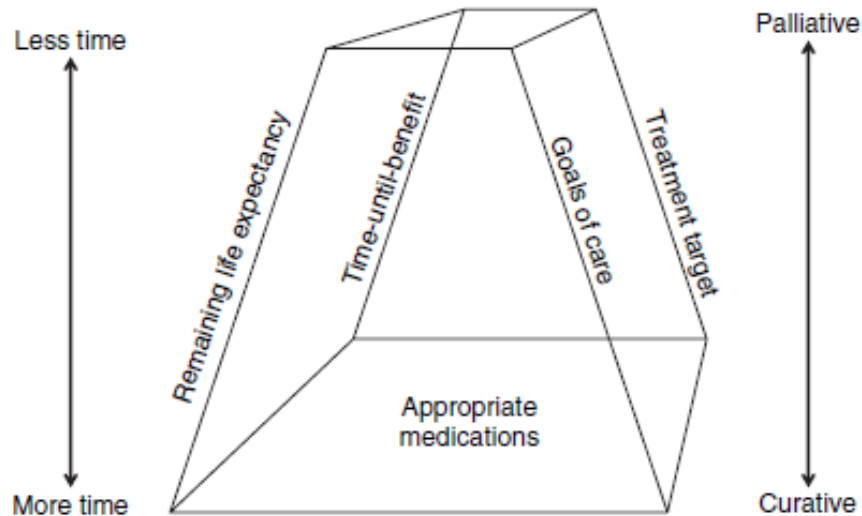 Less time
Palliative
Remaining life expectancy
Time-until-benefit
Goals of care
Treatment target
Appropriate
medications
More time
Curative